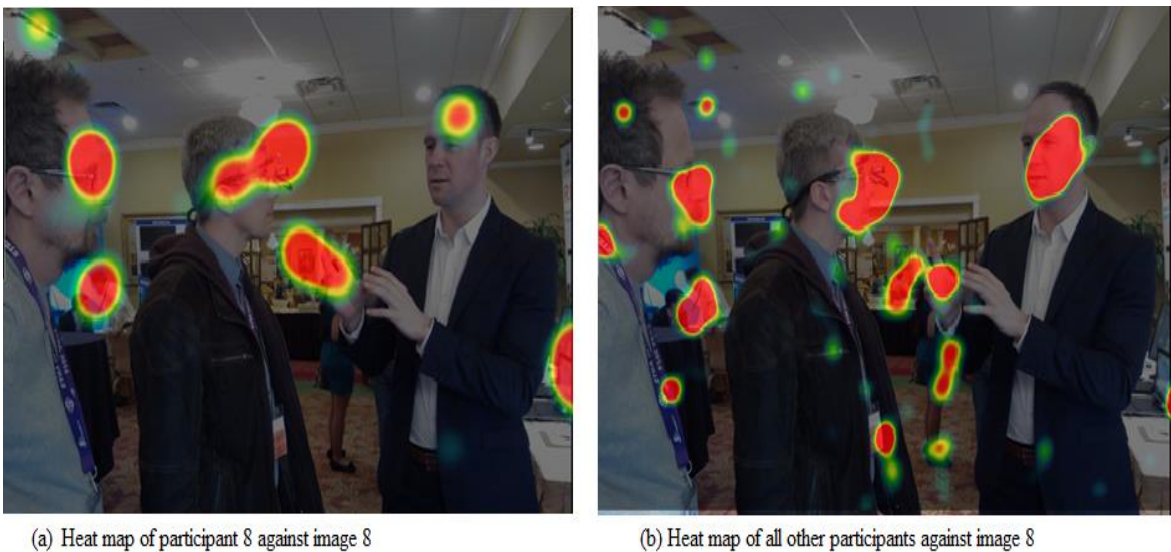 (a) Heat map of participant 8 against image 8
(b) Heat map of all other participants against image 8